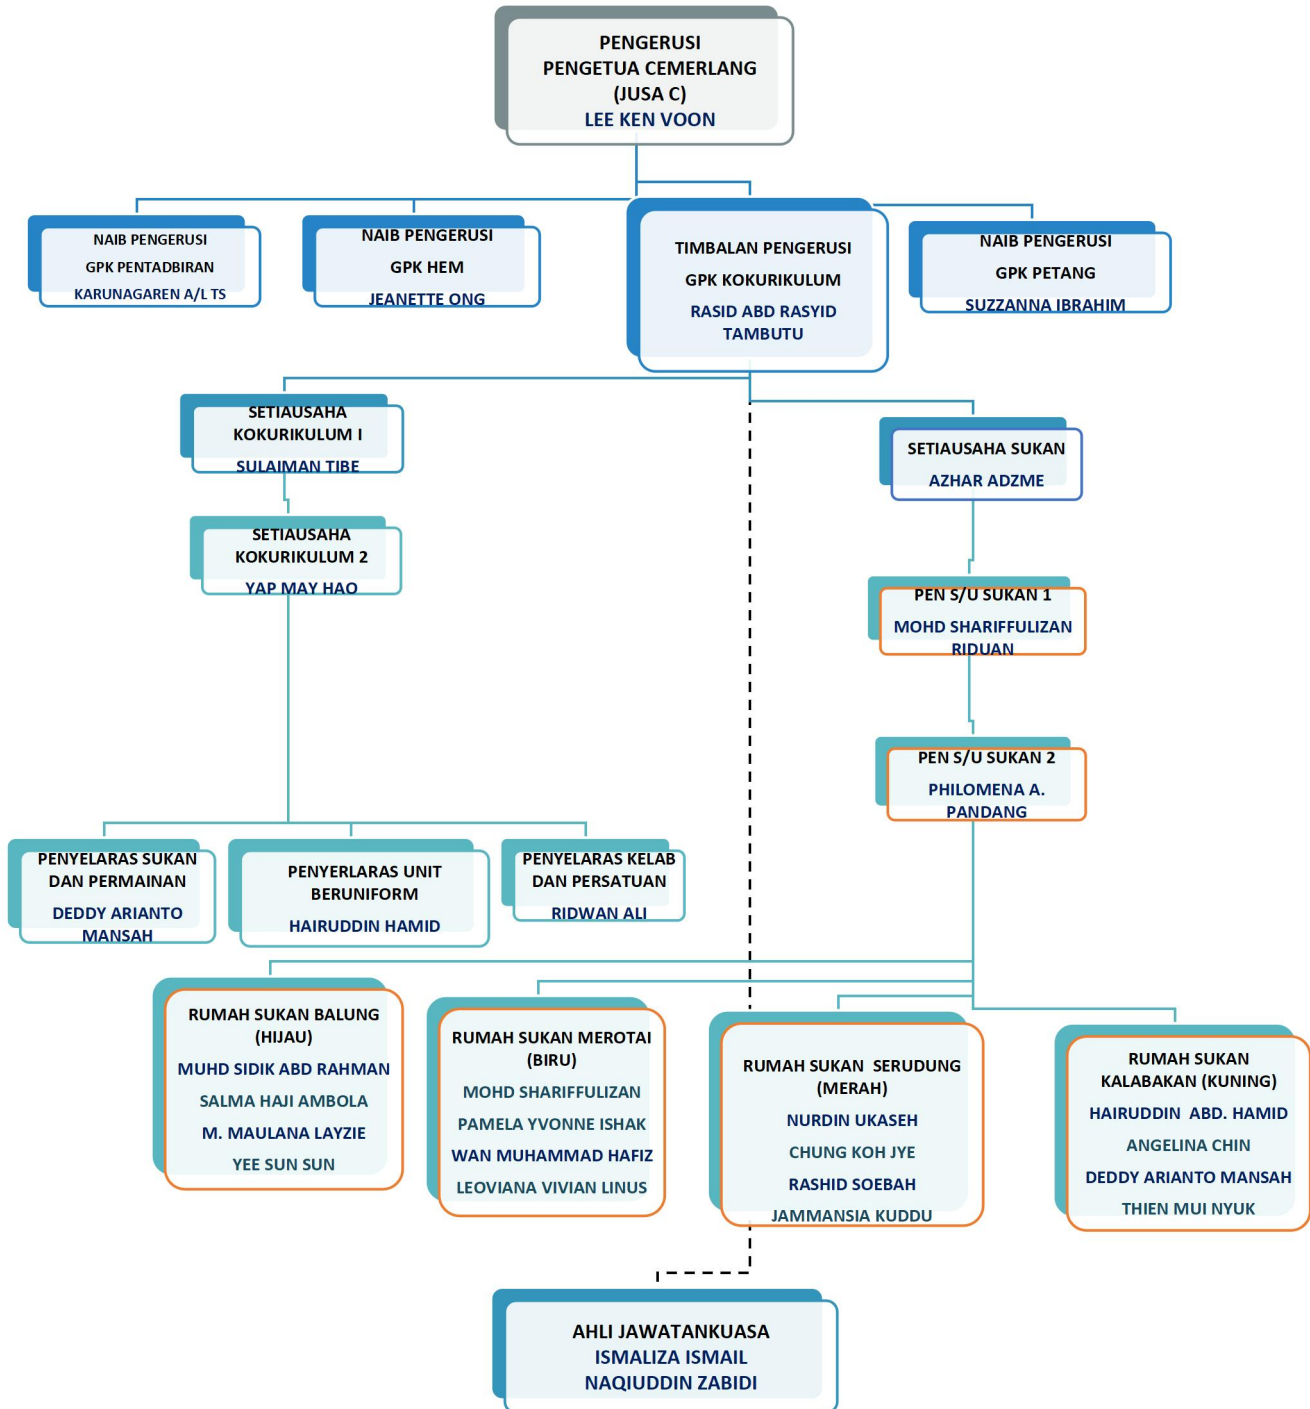 PENGERUSI
PENGETUA CEMERLANG
(JUSA C)
LEE KEN VOON
NAIB PENGERUSI
GPK PENTADBIRAN
KARUNAGAREN A/L TS
NAIB PENGERUSI
GPK HEM
JEANETTE ONG
TIMBALAN PENGERUSI
GPK KOKURIKULUM
RASID ABD RASYID
TAMBUTU
NAIB PENGERUSI
GPK PETANG
SUZZANNA IBRAHIM
SETIAUSAHA
KOKURIKULUM I
SULAIMAN TIBE
SETIAUSAHA SUKAN
AZHAR ADZME
SETIAUSAHA
KOKURIKULUM 2
YAP MAY HAO
PEN S/U SUKAN 1
MOHD SHARIFFULIZAN
RIDUAN
PEN S/U SUKAN 2
PHILOMENA A.
PANDANG
PENYELARAS SUKAN
DAN PERMAINAN
DEDDY ARIANTO
MANSAH
PENYERLARAS UNIT
BERUNIFORM
HAIRUDDIN HAMID
PENYELARAS KELAB
DAN PERSATUAN
RIDWAN ALI
RUMAH SUKAN BALUNG
(HIJAU)
MUHD SIDIK ABD RAHMAN
SALMA HAJI AMBOLA
M. MAULANA LAYZIE
YEE SUN SUN
RUMAH SUKAN MEROTAI
(BIRU)
MOHD SHARIFFULIZAN
PAMELA YVONNE ISHAK
WAN MUHAMMAD HAFIZ
LEOVIANA VIVIAN LINUS
RUMAH SUKAN  SERUDUNG
(MERAH)
NURDIN UKASEH
CHUNG KOH JYE
RASHID SOEBAH
JAMMANSIA KUDDU
RUMAH SUKAN
KALABAKAN (KUNING)
HAIRUDDIN  ABD. HAMID
ANGELINA CHIN
DEDDY ARIANTO MANSAH
THIEN MUI NYUK
AHLI JAWATANKUASA
ISMALIZA ISMAIL
NAQIUDDIN ZABIDI